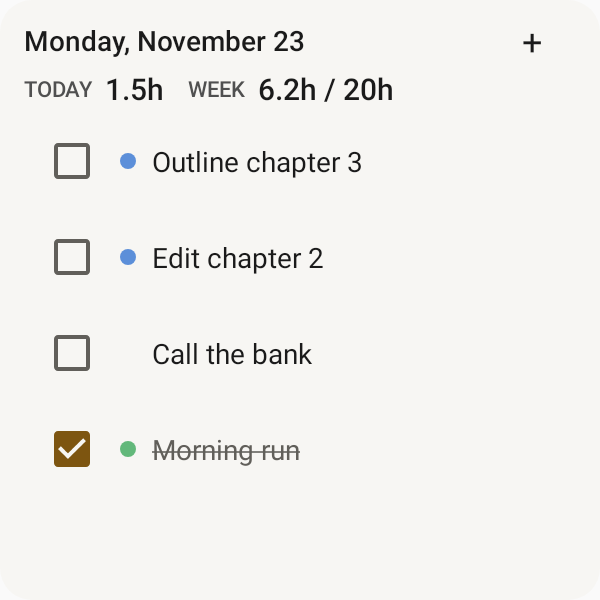 Monday, November 23 +
TODAY 1.5h WEEK 6.2h / 20h
Outline chapter 3
Edit chapter 2
Call the bank
Morning run